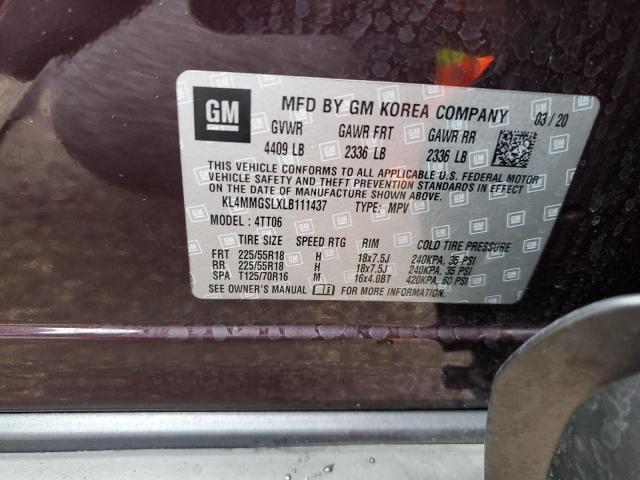 GM MFD BY GM KOREA COMPANY 03/20
GVWR GAWR FRT GAWR RR
4409 LB 2336 LB 2336 LB
THIS VEHICLE CONFORMS TO ALL APPLICABLE U.S. FEDERAL MOTOR
VEHICLE SAFETY AND THEFT PREVENTION STANDARDS IN EFFECT
ON THE DATE OF MANUFACTURE SHOWN ABOVE.
KL4MMGSLXLB111437 TYPE: MPV
MODEL: 4TT06
TIRE SIZE SPEED RTG RIM COLD TIRE PRESSURE
FRT 225/55R18 H 18x7.5J 240KPA, 35 PSI
RR 225/55R18 H 18x7.5J 240KPA, 35 PSI
SPA T125/70R16 M 16x4.0BT 420KPA, 60 PSI
SEE OWNER'S MANUAL FOR MORE INFORMATION.